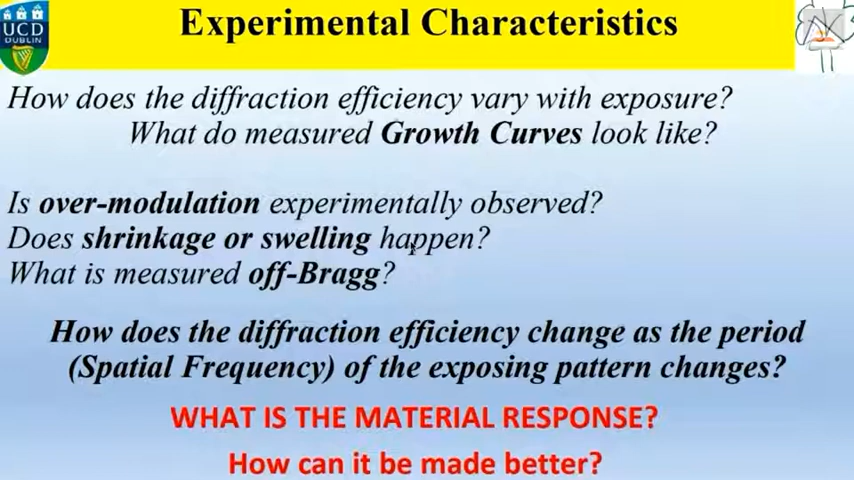 UCD
DUBLIN
Experimental Characteristics
How does the diffraction efficiency vary with exposure?
What do measured Growth Curves look like?
Is over-modulation experimentally observed?
Does shrinkage or swelling happen?
What is measured off-Bragg?
How does the diffraction efficiency change as the period
(Spatial Frequency) of the exposing pattern changes?
WHAT IS THE MATERIAL RESPONSE?
How can it be made better?